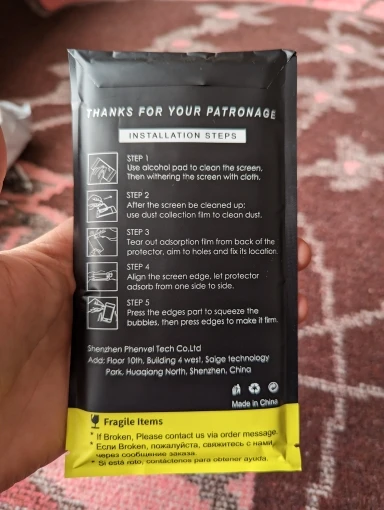 THANKS FOR YOUR PATRONAGE
INSTALLATION STEPS
STEP 1
Use alcohol pad to clean the screen,
Then withering the screen with cloth.
STEP 2
After the screen be cleaned up:
use dust collection film to clean dust.
STEP 3
Tear out adsorption film from back of the
protector, aim to holes and fix its location.
STEP 4
Align the screen edge, let protector
adsorb from one side to side.
STEP 5
Press the edges part to squeeze the
bubbles, then press edges to make it firm.
Shenzhen Phenvel Tech Co.Ltd
Add: Floor 10th, Building 4 west, Saige technology
Park, Huaqiang North, Shenzhen, China
Made in China
Fragile Items
* If Broken, Please contact us via order message.
* Если Broken, пожалуйста, свяжитесь с нами
через сообщение заказа.
* Si está roto, contáctenos para obtener ayuda.